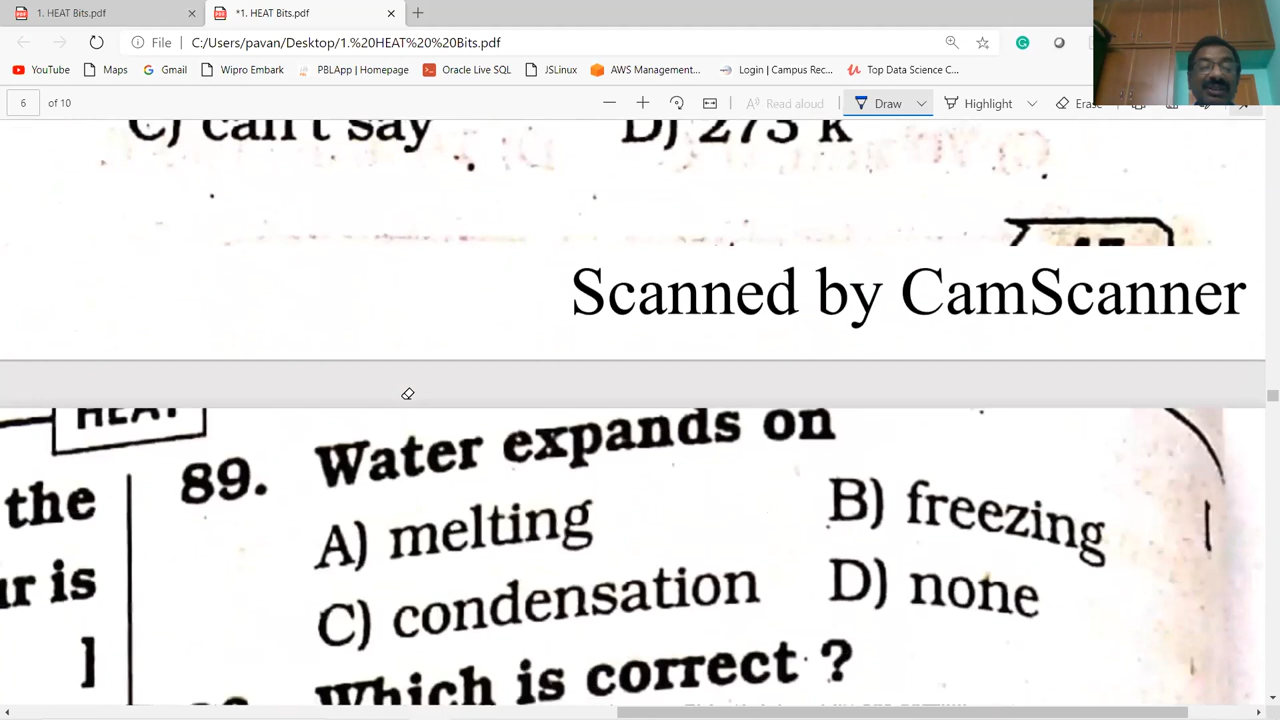 1. HEAT Bits.pdf
*1. HEAT Bits.pdf
File C:/Users/pavan/Desktop/1.%20HEAT%20%20Bits.pdf
YouTube Maps Gmail Wipro Embark PBLApp | Homepage Oracle Live SQL JSLinux AWS Management... Login | Campus Rec... Top Data Science C...
6 of 10 Read aloud Draw Highlight Erase
C) can't say D) 273 k
Scanned by CamScanner
HEAT
89. Water expands on
the
A) melting B) freezing
ur is
C) condensation D) none
]
Which is correct ?